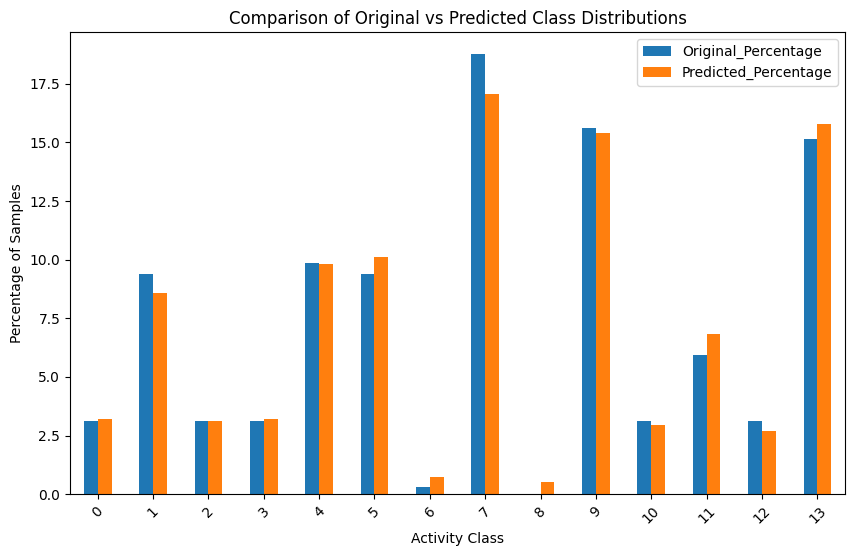 Comparison of Original vs Predicted Class Distributions
Original_Percentage
Predicted_Percentage
Percentage of Samples
17.5
15.0
12.5
10.0
7.5
5.0
2.5
0.0
0 1 2 3 4 5 6 7 8 9 10 11 12 13
Activity Class